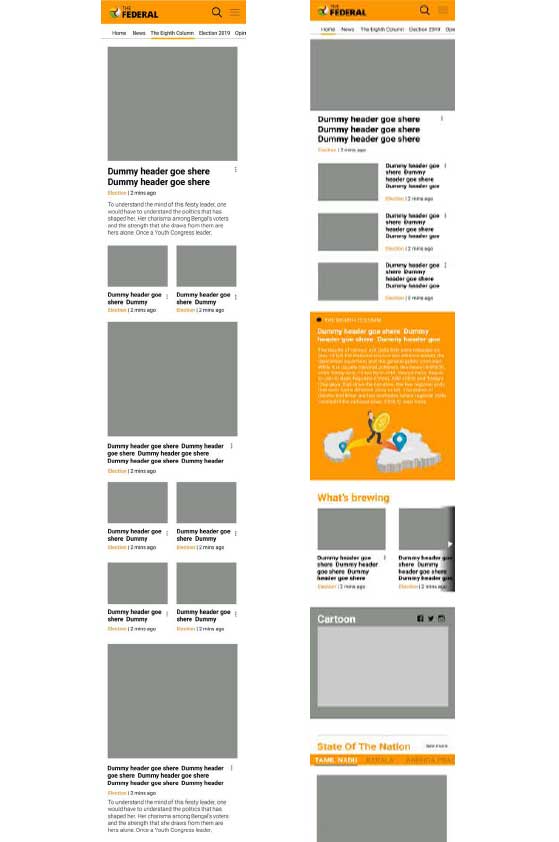 THE
FEDERAL
Home News The Eighth Column Election 2019 Opin
Dummy header goe shere
Dummy header goe shere
Election | 2 mins ago
To understand the mind of this feisty leader, one
would have to understand the politics that has
shaped her. Her charisma among Bengal's voters
and the strength that she draws from them are
hers alone. Once a Youth Congress leader,
Dummy header goe
shere Dummy
Election | 2 mins ago
Dummy header goe
shere Dummy
Election | 2 mins ago
Dummy header goe shere Dummy header
goe shere Dummy header goe shere
Dummy header goe shere Dummy header
Election | 2 mins ago
Dummy header goe
shere Dummy
Election | 2 mins ago
Dummy header goe
shere Dummy
Election | 2 mins ago
Dummy header goe
shere Dummy
Election | 2 mins ago
Dummy header goe
shere Dummy
Election | 2 mins ago
Dummy header goe shere Dummy header
goe shere Dummy header goe shere
Dummy header goe shere Dummy header
Election | 2 mins ago
To understand the mind of this feisty leader, one
would have to understand the politics that has
shaped her. Her charisma among Bengal's voters
and the strength that she draws from them are
hers alone. Once a Youth Congress leader,
THE
FEDERAL
Home News The Eighth Column Election 2019 Opin
Dummy header goe shere
Dummy header goe shere
Dummy header goe shere
Election | 2 mins ago
Dummy header goe
shere Dummy
header goe shere
Dummy header goe
Election | 2 mins ago
Dummy header goe
shere Dummy
header goe shere
Dummy header goe
Election | 2 mins ago
Dummy header goe
shere Dummy
header goe shere
Dummy header goe
Election | 2 mins ago
THE EIGHTH COLUMN
Dummy header goe shere Dummy
header goe shere Dummy header
What's brewing
Dummy header goe
shere Dummy header
goe shere Dummy
header goe shere
Election | 2 mins ago
Dummy header goe
shere Dummy header
goe shere Dummy
Dummy header goe
Election | 2 mins ago
Cartoon
State Of The Nation
See more
TAMIL NADU KERALA